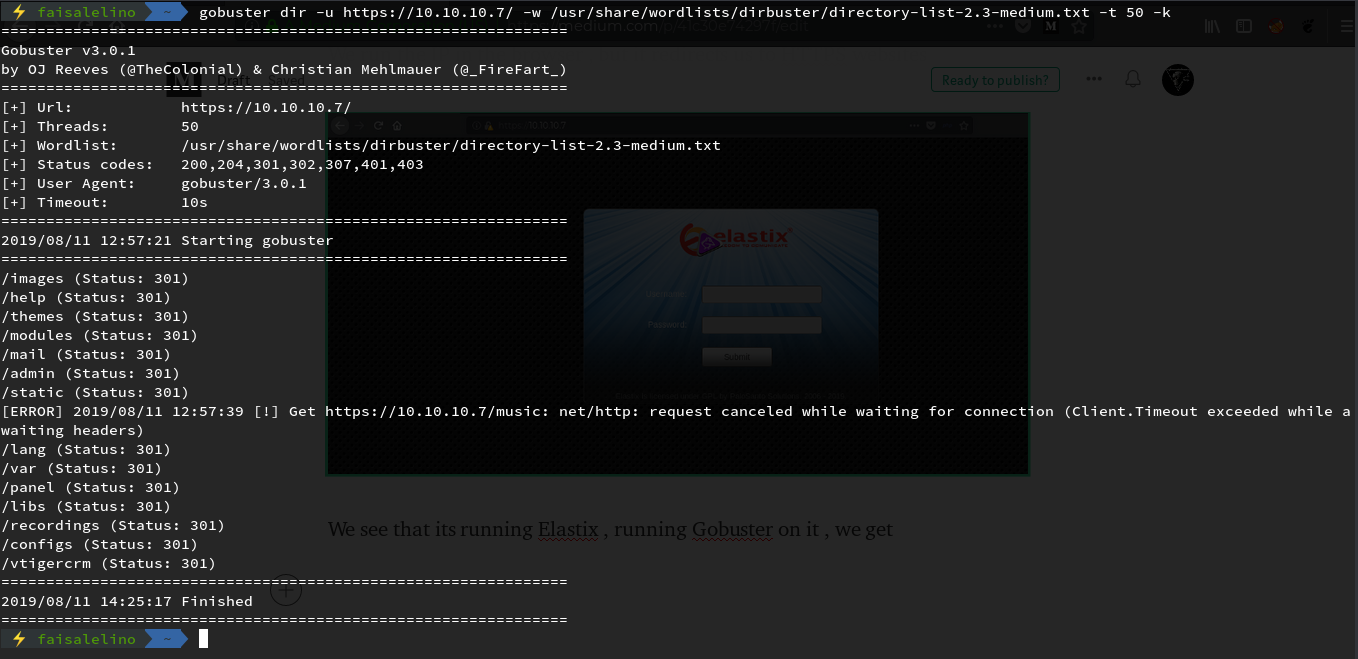 ⚡ faisalelino ~ gobuster dir -u https://10.10.10.7/ -w /usr/share/wordlists/dirbuster/directory-list-2.3-medium.txt -t 50 -k
===============================================================
Gobuster v3.0.1
by OJ Reeves (@TheColonial) & Christian Mehlmauer (@_FireFart_)
===============================================================
[+] Url:            https://10.10.10.7/
[+] Threads:        50
[+] Wordlist:       /usr/share/wordlists/dirbuster/directory-list-2.3-medium.txt
[+] Status codes:   200,204,301,302,307,401,403
[+] User Agent:     gobuster/3.0.1
[+] Timeout:        10s
===============================================================
2019/08/11 12:57:21 Starting gobuster
===============================================================
/images (Status: 301)
/help (Status: 301)
/themes (Status: 301)
/modules (Status: 301)
/mail (Status: 301)
/admin (Status: 301)
/static (Status: 301)
[ERROR] 2019/08/11 12:57:39 [!] Get https://10.10.10.7/music: net/http: request canceled while waiting for connection (Client.Timeout exceeded while a
waiting headers)
/lang (Status: 301)
/var (Status: 301)
/panel (Status: 301)
/libs (Status: 301)
/recordings (Status: 301)
/configs (Status: 301)
/vtigercrm (Status: 301)
===============================================================
2019/08/11 14:25:17 Finished
===============================================================
⚡ faisalelino ~
Draft Saved
Ready to publish?
elastix
Password:
Submit
We see that its running Elastix , running Gobuster on it , we get